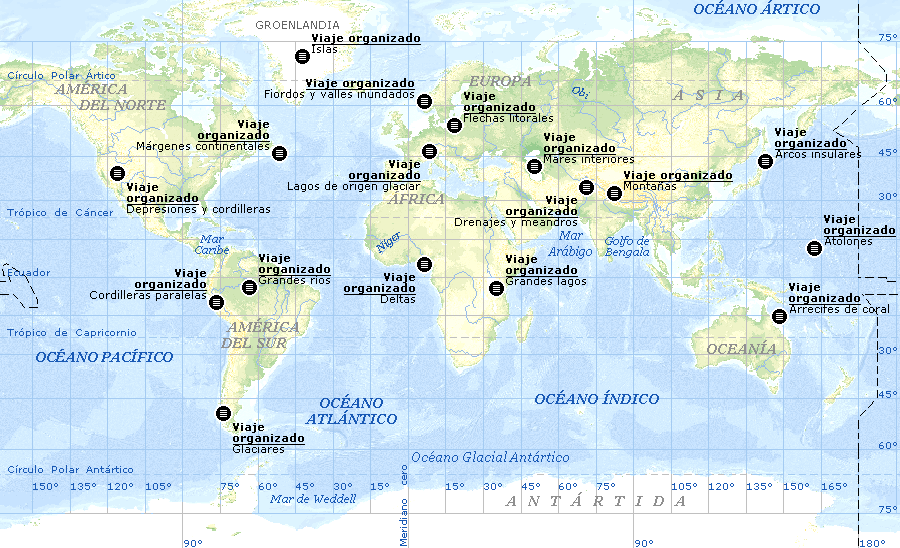 OCÉANO ÁRTICO
GROENLANDIA
Viaje organizado
Islas
75°
Círculo Polar Ártico
AMÉRICA
DEL NORTE
Viaje organizado
Fiordos y valles inundados
EUROPA
Obi
A S I A
60°
Viaje
organizado
Flechas litorales
Viaje
organizado
Márgenes continentales
Viaje
organizado
Mares interiores
Viaje
organizado
Arcos insulares
45°
Viaje
organizado
Lagos de origen glaciar
Viaje organizado
Montañas
Viaje
organizado
Depresiones y cordilleras
ÁFRICA
30°
Viaje
organizado
Drenajes y meandros
Trópico de Cáncer
Mar
Caribe
Níger
Mar
Arábigo
Golfo de
Bengala
Viaje
organizado
Atolones
Ecuador
Viaje
organizado
Cordilleras paralelas
Viaje
organizado
Grandes ríos
Viaje
organizado
Deltas
Viaje
organizado
Grandes lagos
Viaje
organizado
Arrecifes de coral
Trópico de Capricornio
AMÉRICA
DEL SUR
OCEANÍA
30°
OCÉANO PACÍFICO
OCÉANO
ATLÁNTICO
OCÉANO ÍNDICO
45°
Viaje
organizado
Glaciares
60°
Océano Glacial Antártico
Círculo Polar Antártico
150° 135° 120° 105° 75° 60° 45° 30° 15° 15° 30° 45° 60° 75° 105° 120° 135° 150° 165°
Mar de Weddell
A N T Á R T I D A
75°
Meridiano cero
90°
90°
180°